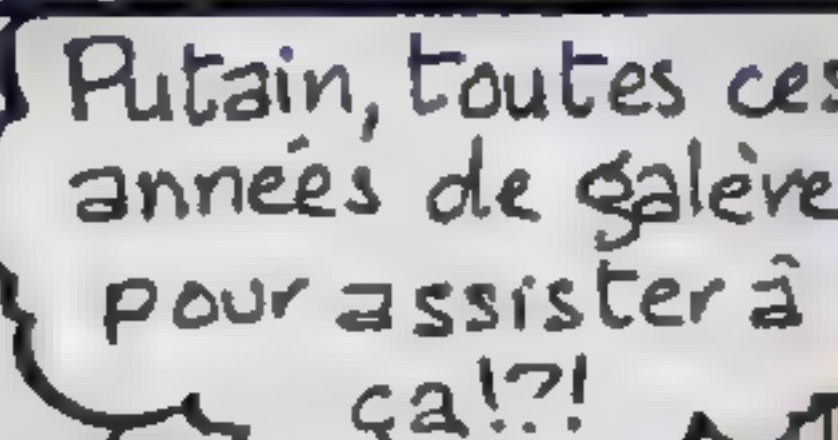 Putain, toutes ces
années de galère
pour assister à
ça!?!